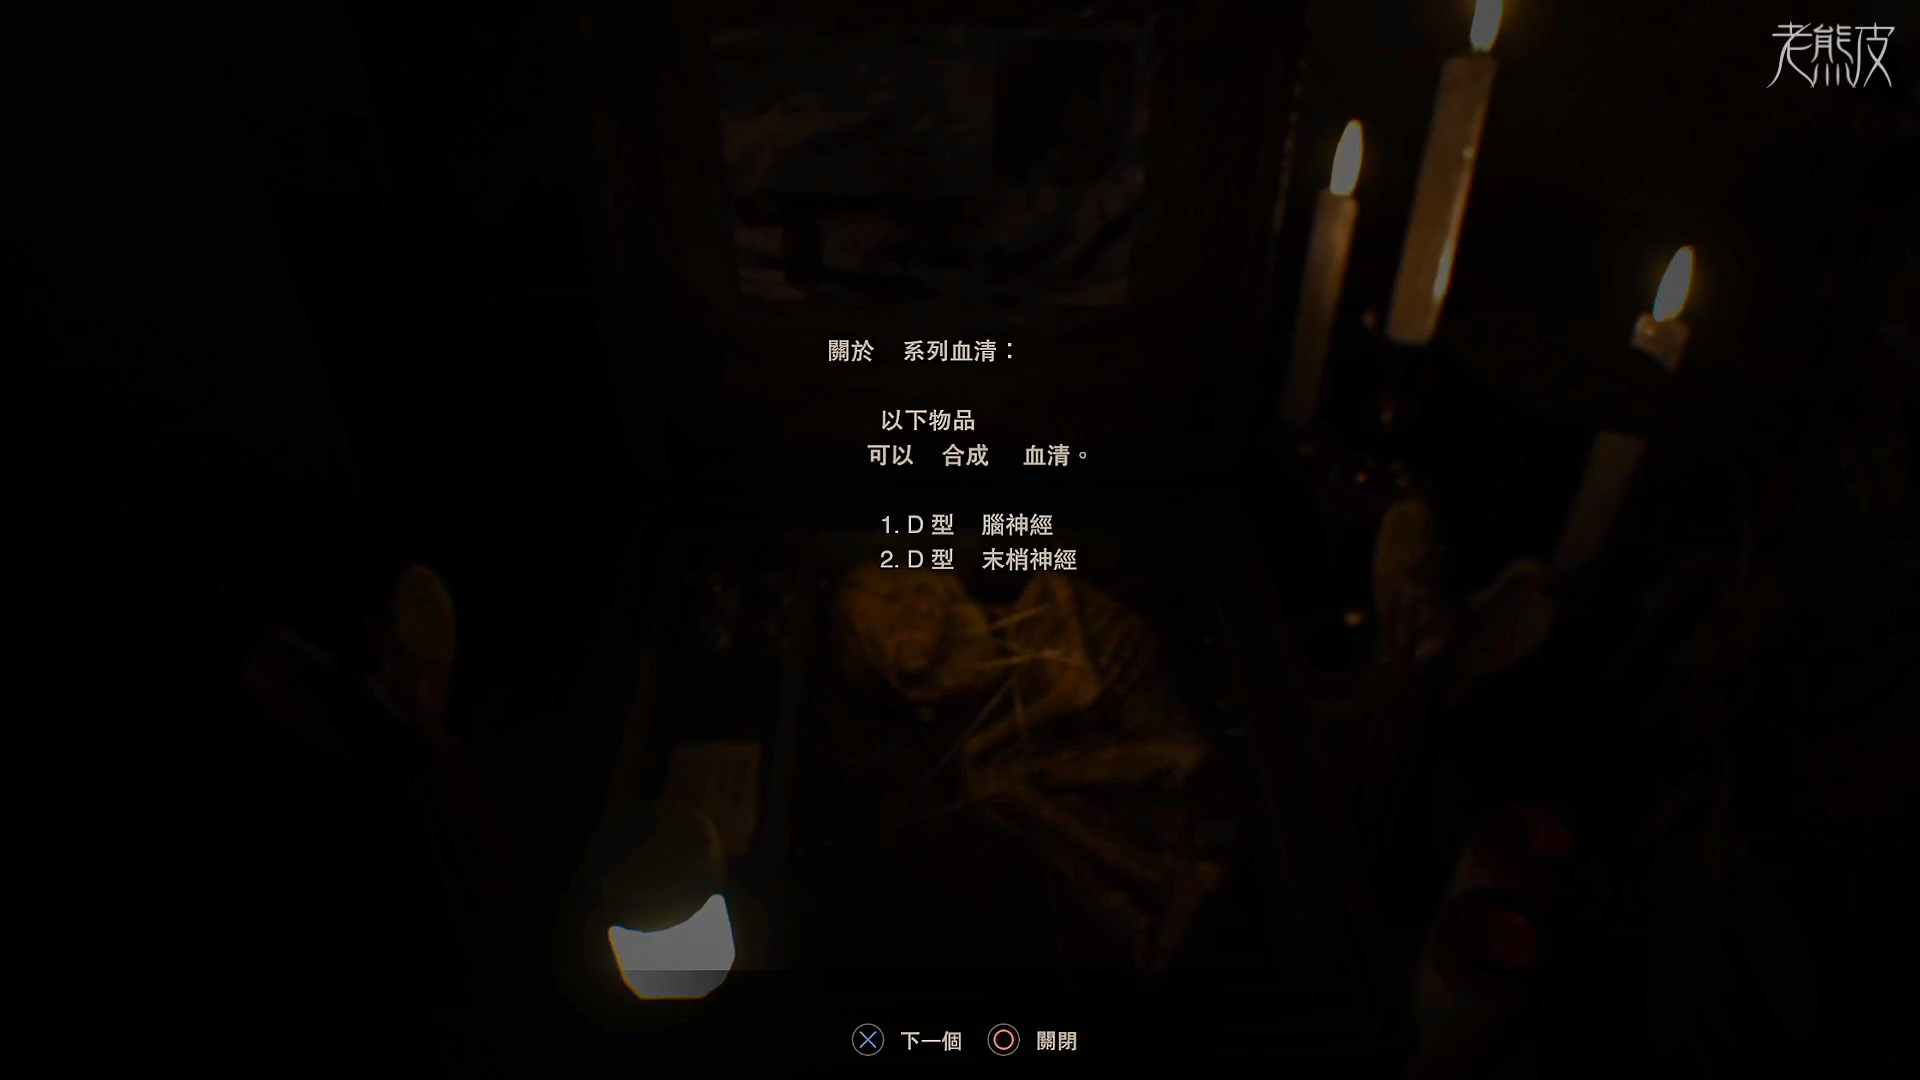 老熊皮
關於 系列血清：
以下物品
可以 合成 血清。
1. D 型 腦神經
2. D 型 末梢神經
下一個 關閉